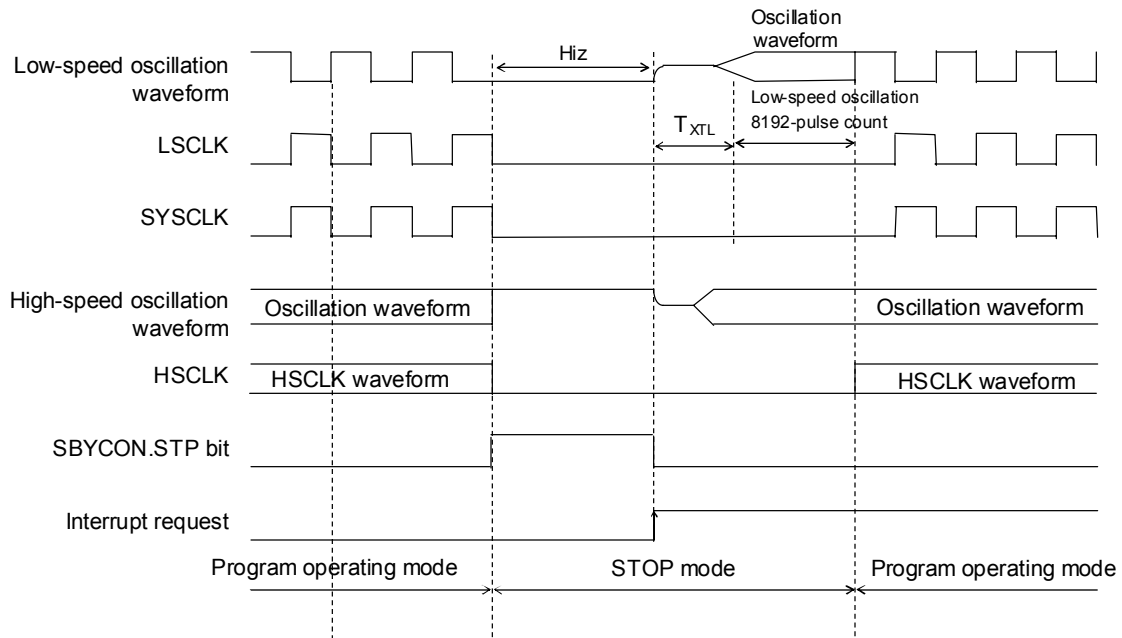 Oscillation
waveform
Hiz
Low-speed oscillation
waveform
Low-speed oscillation
8192-pulse count
TXTL
LSCLK
SYSCLK
High-speed oscillation
waveform
Oscillation waveform
Oscillation waveform
HSCLK
HSCLK waveform
HSCLK waveform
SBYCON.STP bit
Interrupt request
Program operating mode
STOP mode
Program operating mode